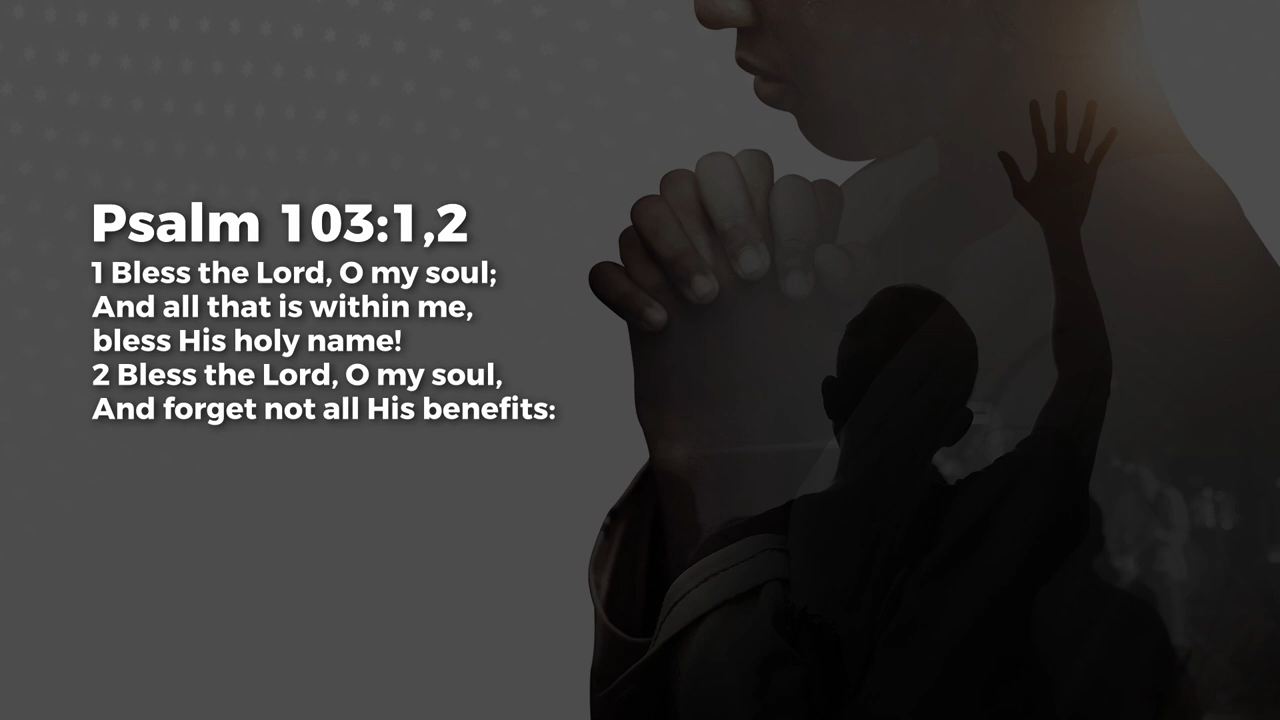 Psalm 103:1,2
1 Bless the Lord, O my soul;
And all that is within me,
bless His holy name!
2 Bless the Lord, O my soul,
And forget not all His benefits: